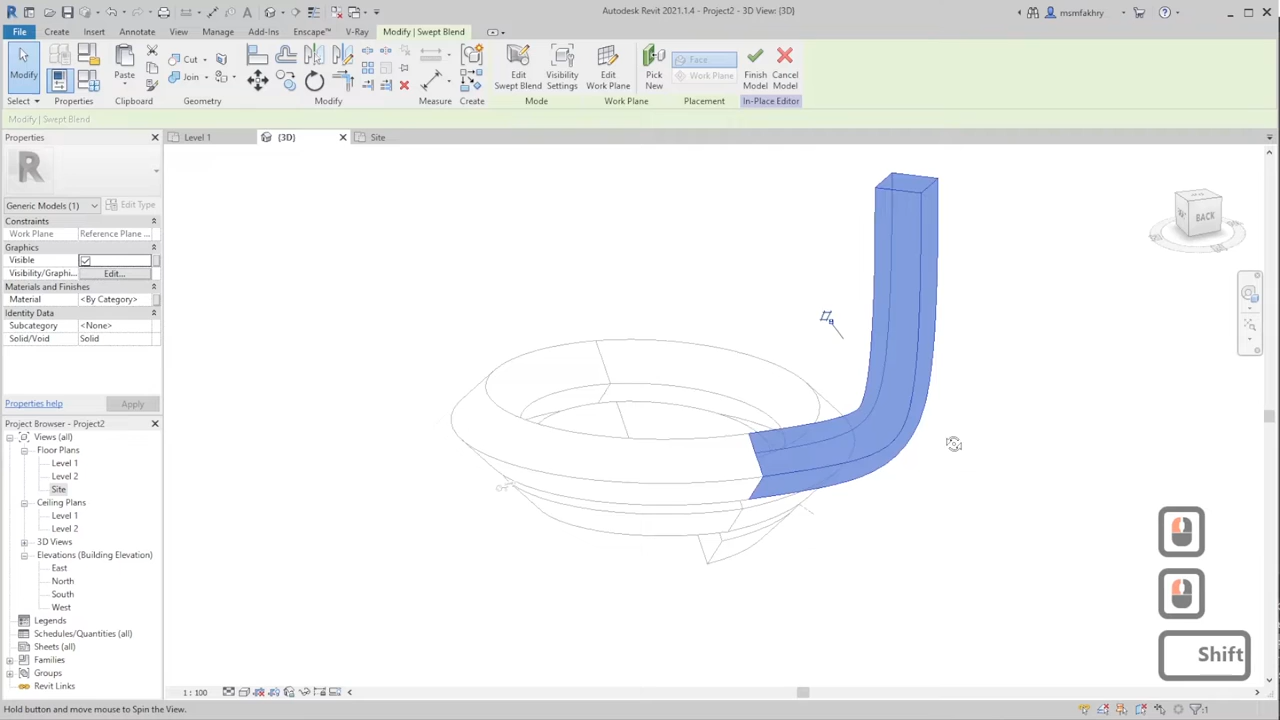 Autodesk Revit 2021.1.4 - Project2 - 3D View: {3D}
msmfakhry
File
Create
Insert
Annotate
View
Manage
Add-Ins
Enscape™
V-Ray
Modify | Swept Blend
Modify
Paste
Cut
Join
Edit
Swept Blend
Visibility
Settings
Edit
Work Plane
Pick
New
Face
Work Plane
Finish
Model
Cancel
Model
Select
Properties
Clipboard
Geometry
Modify
Measure
Create
Mode
Work Plane
Placement
In-Place Editor
Modify | Swept Blend
Properties
Level 1
{3D}
Site
R
Generic Models (1)
Edit Type
Constraints
Work Plane
Reference Plane ...
Graphics
Visible
Visibility/Graphi...
Edit...
Materials and Finishes
Material
<By Category>
Identity Data
Subcategory
<None>
Solid/Void
Solid
Properties help
Apply
Project Browser - Project2
Views (all)
Floor Plans
Level 1
Level 2
Site
Ceiling Plans
Level 1
Level 2
3D Views
Elevations (Building Elevation)
East
North
South
West
Legends
Schedules/Quantities (all)
Sheets (all)
Families
Groups
Revit Links
BACK
Shift
1 : 100
Hold button and move mouse to Spin the View.
:1